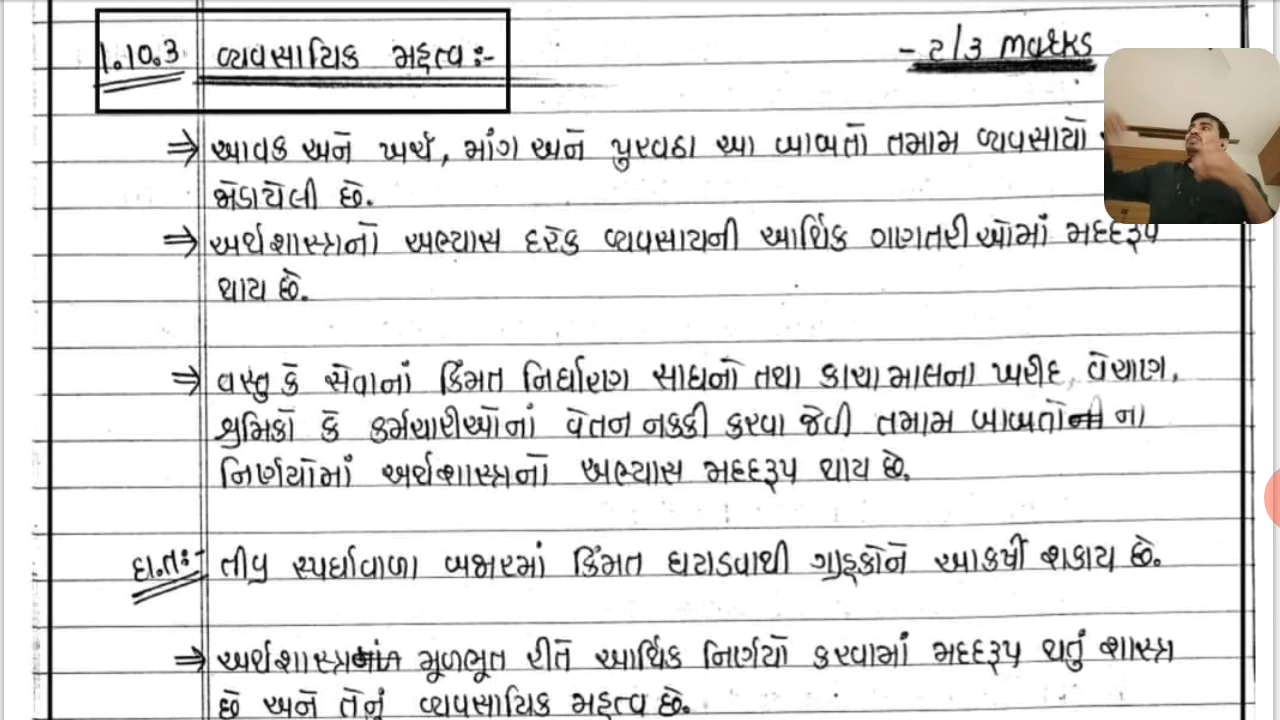 1.10.3 વ્યવસાયિક મહત્વ :- - ૨/૩ Marks
⇒ આવક અને ખર્ચ, માંગ અને પુરવઠા આ બાબતો તમામ વ્યવસાયો
જોડાયેલી છે.
⇒ અર્થશાસ્ત્રનો અભ્યાસ દરેક વ્યવસાયની આર્થિક ગણતરીઓમાં મદદરૂપ
થાય છે.
⇒ વસ્તુ કે સેવાનાં કિંમત નિર્ધારણ સાધનો તથા કાચામાલના ખરીદ, વેચાણ,
શ્રમિકો કે કર્મચારીઓનાં વેતન નક્કી કરવા જેવી તમામ બાબતો ના
નિર્ણયોમાં અર્થશાસ્ત્રનો અભ્યાસ મદદરૂપ થાય છે.
દા.ત:- તીવ્ર સ્પર્ધાવાળા બજારમાં કિંમત ઘટાડવાથી ગ્રાહકોને આકર્ષી શકાય છે.
⇒ અર્થશાસ્ત્ર મૂળભૂત રીતે આર્થિક નિર્ણયો કરવામાં મદદરૂપ થતું શાસ્ત્ર
છે અને તેનું વ્યવસાયિક મહત્વ છે.